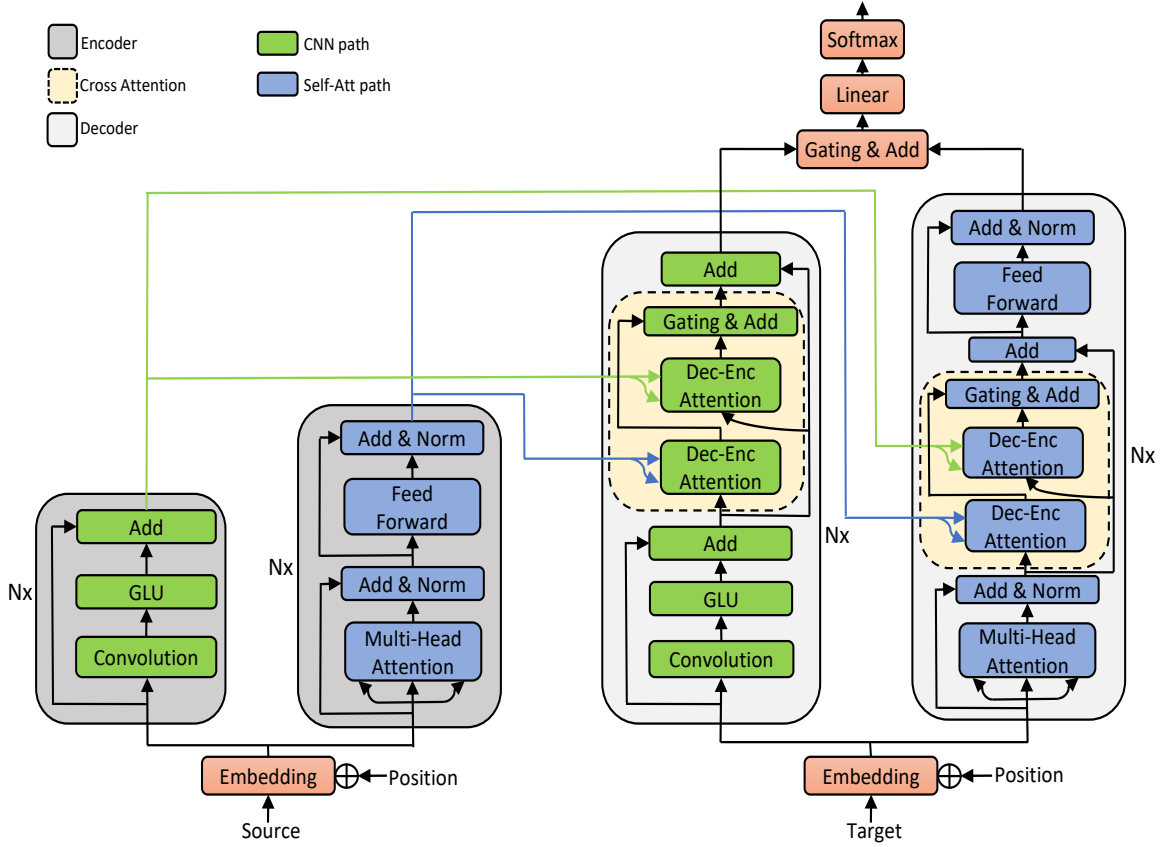 Encoder
Cross Attention
Decoder
CNN path
Self-Att path
Softmax
Linear
Gating & Add
Nx
Add
GLU
Convolution
Nx
Add & Norm
Feed
Forward
Add & Norm
Multi-Head
Attention
Embedding
Position
Source
Add
Gating & Add
Dec-Enc
Attention
Dec-Enc
Attention
Add
GLU
Convolution
Nx
Add & Norm
Feed
Forward
Add
Gating & Add
Dec-Enc
Attention
Dec-Enc
Attention
Add & Norm
Multi-Head
Attention
Nx
Embedding
Position
Target